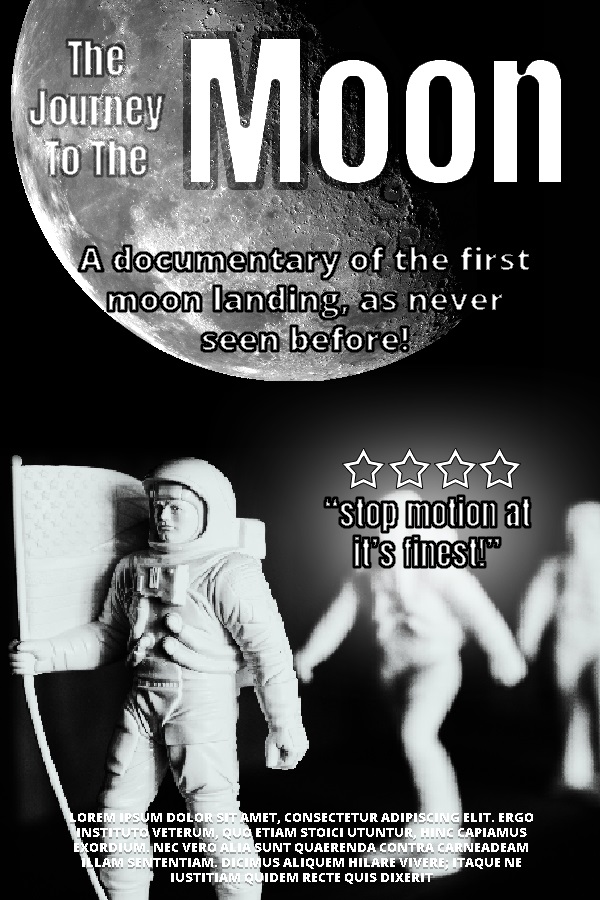 The
Journey
To The
Moon
A documentary of the first
moon landing, as never
seen before!
“stop motion at
it’s finest!”
LOREM IPSUM DOLOR SIT AMET, CONSECTETUR ADIPISCING ELIT. ERGO
INSTITUTO VETERUM, QUO ETIAM STOICI UTUNTUR, HINC CAPIAMUS
EXORDIUM. NEC VERO ALIA SUNT QUAERENDA CONTRA CARNEADEAM
ILLAM SENTENTIAM. DICIMUS ALIQUEM HILARE VIVERE; ITAQUE NE
IUSTITIAM QUIDEM RECTE QUIS DIXERIT